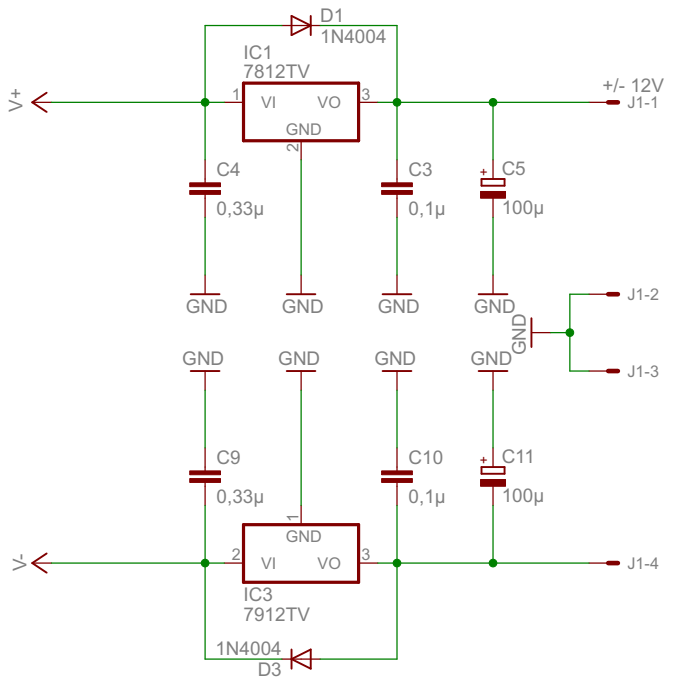 D1
1N4004
IC1
7812TV
V+
1
VI
VO
3
GND
2
+/- 12V
J1-1
C4
0,33µ
C3
0,1µ
+
C5
100µ
GND
GND
GND
GND
J1-2
GND
J1-3
GND
GND
GND
GND
C9
0,33µ
C10
0,1µ
+
C11
100µ
1
GND
V-
2
VI
VO
3
J1-4
IC3
7912TV
1N4004
D3